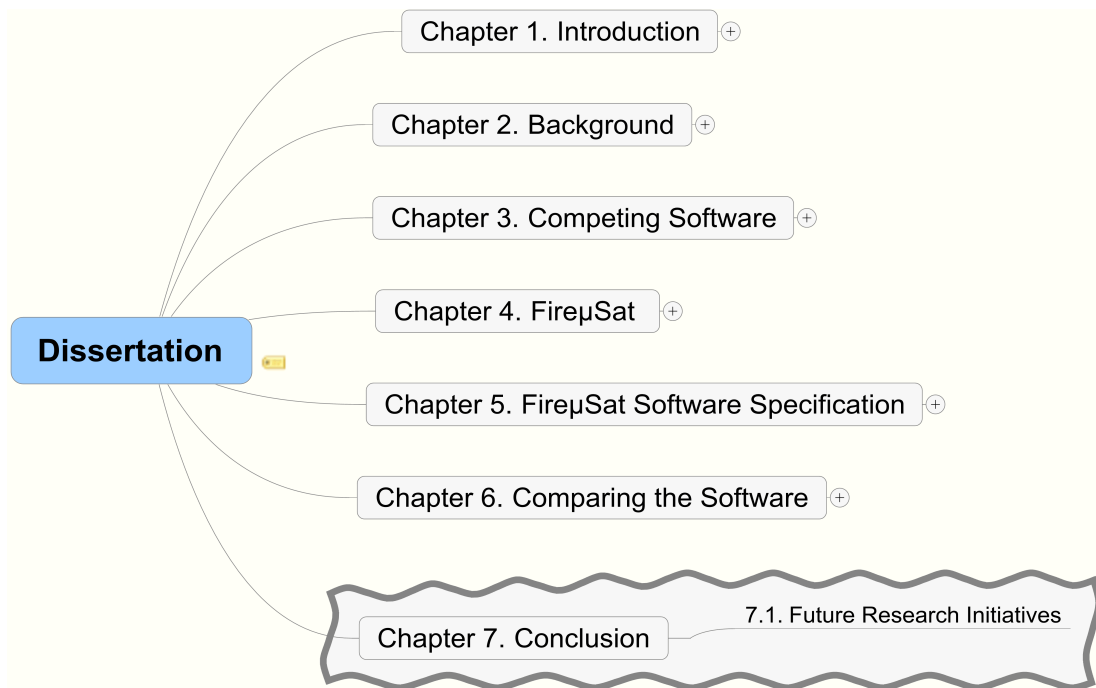 Chapter 1. Introduction
Chapter 2. Background
Chapter 3. Competing Software
Chapter 4. FireµSat
Dissertation
Chapter 5. FireµSat Software Specification
Chapter 6. Comparing the Software
7.1. Future Research Initiatives
Chapter 7. Conclusion